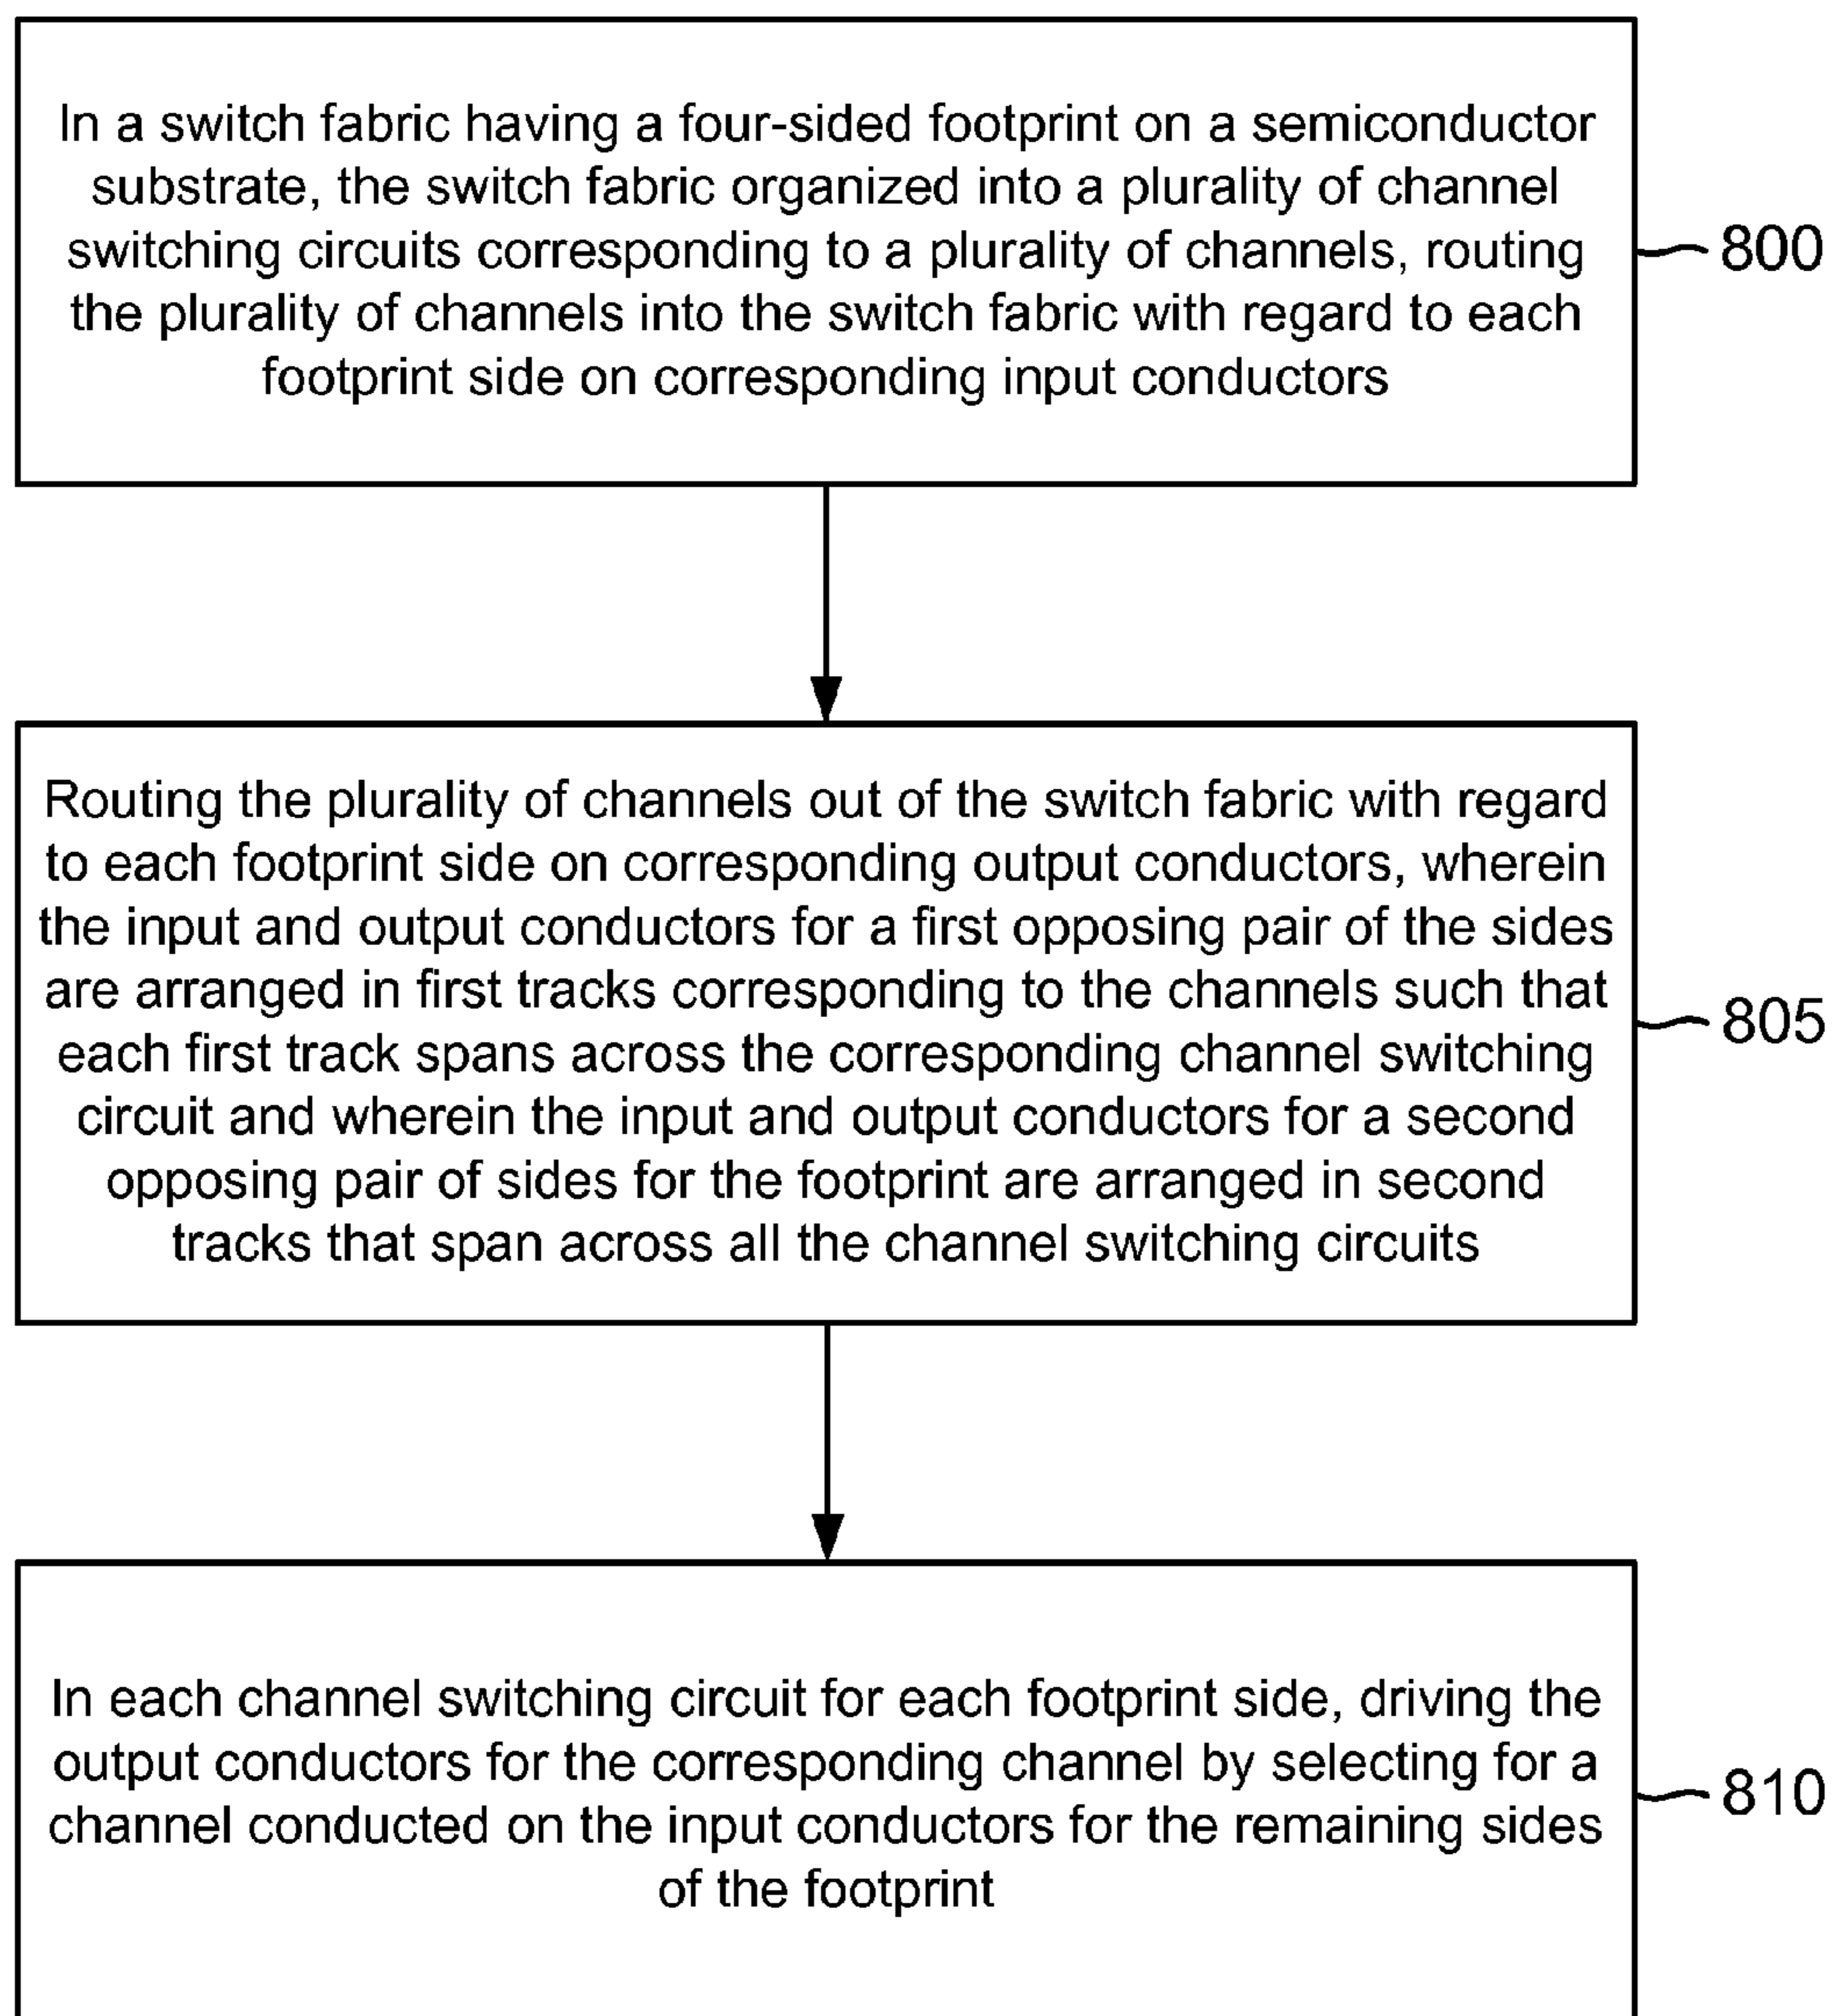 In a switch fabric having a four-sided footprint on a semiconductor
substrate, the switch fabric organized into a plurality of channel
switching circuits corresponding to a plurality of channels, routing
the plurality of channels into the switch fabric with regard to each
footprint side on corresponding input conductors
800
Routing the plurality of channels out of the switch fabric with regard
to each footprint side on corresponding output conductors, wherein
the input and output conductors for a first opposing pair of the sides
are arranged in first tracks corresponding to the channels such that
each first track spans across the corresponding channel switching
circuit and wherein the input and output conductors for a second
opposing pair of sides for the footprint are arranged in second
tracks that span across all the channel switching circuits
805
In each channel switching circuit for each footprint side, driving the
output conductors for the corresponding channel by selecting for a
channel conducted on the input conductors for the remaining sides
of the footprint
810